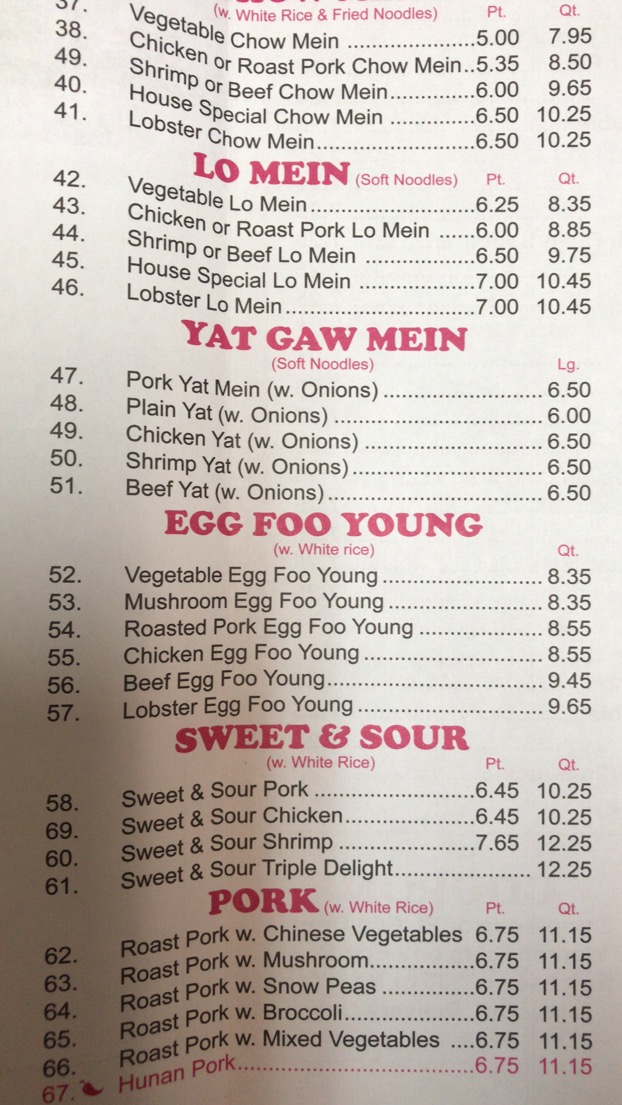 37.
(w. White Rice & Fried Noodles) Pt. Qt.
38. Vegetable Chow Mein ......................5.00 7.95
49. Chicken or Roast Pork Chow Mein..5.35 8.50
40. Shrimp or Beef Chow Mein..............6.00 9.65
41. House Special Chow Mein ..............6.50 10.25
Lobster Chow Mein...........................6.50 10.25
LO MEIN (Soft Noodles) Pt. Qt.
42. Vegetable Lo Mein............................6.25 8.35
43. Chicken or Roast Pork Lo Mein ......6.00 8.85
44. Shrimp or Beef Lo Mein ...................6.50 9.75
45. House Special Lo Mein ....................7.00 10.45
46. Lobster Lo Mein................................7.00 10.45
YAT GAW MEIN
(Soft Noodles) Lg.
47. Pork Yat Mein (w. Onions) ........................... 6.50
48. Plain Yat (w. Onions) ................................... 6.00
49. Chicken Yat (w. Onions) .............................. 6.50
50. Shrimp Yat (w. Onions)................................ 6.50
51. Beef Yat (w. Onions).................................... 6.50
EGG FOO YOUNG
(w. White rice) Qt.
52. Vegetable Egg Foo Young ........................... 8.35
53. Mushroom Egg Foo Young .......................... 8.35
54. Roasted Pork Egg Foo Young ..................... 8.55
55. Chicken Egg Foo Young .............................. 8.55
56. Beef Egg Foo Young.................................... 9.45
57. Lobster Egg Foo Young ............................... 9.65
SWEET & SOUR
(w. White Rice) Pt. Qt.
58. Sweet & Sour Pork ...........................6.45 10.25
69. Sweet & Sour Chicken......................6.45 10.25
60. Sweet & Sour Shrimp .......................7.65 12.25
61. Sweet & Sour Triple Delight....................... 12.25
PORK (w. White Rice) Pt. Qt.
62. Roast Pork w. Chinese Vegetables 6.75 11.15
63. Roast Pork w. Mushroom..................6.75 11.15
64. Roast Pork w. Snow Peas ................6.75 11.15
65. Roast Pork w. Broccoli......................6.75 11.15
66. Roast Pork w. Mixed Vegetables ....6.75 11.15
67. Hunan Pork........................................6.75 11.15